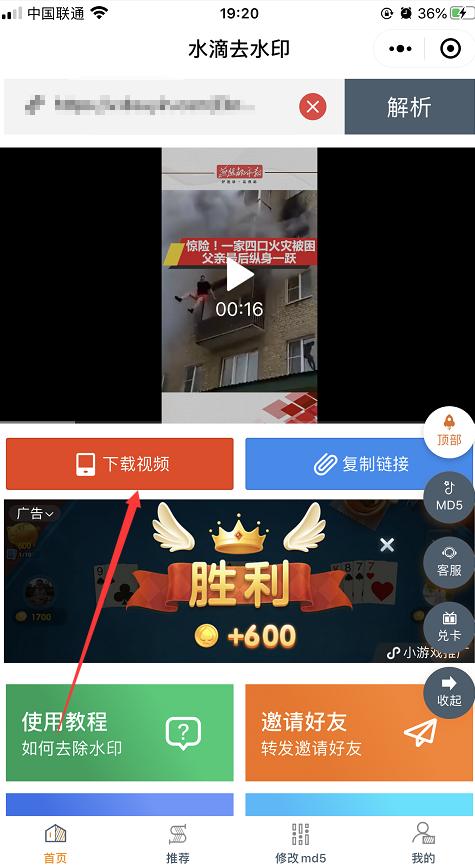 中国联通
19:20
36%
水滴去水印
解析
惊险！一家四口火灾被困
父亲最后纵身一跃
00:16
顶部
下载视频
复制链接
MD5
广告
客服
胜利
1700
+600
兑卡
小游戏推广
收起
使用教程
如何去除水印
邀请好友
转发邀请好友
首页
推荐
修改md5
我的